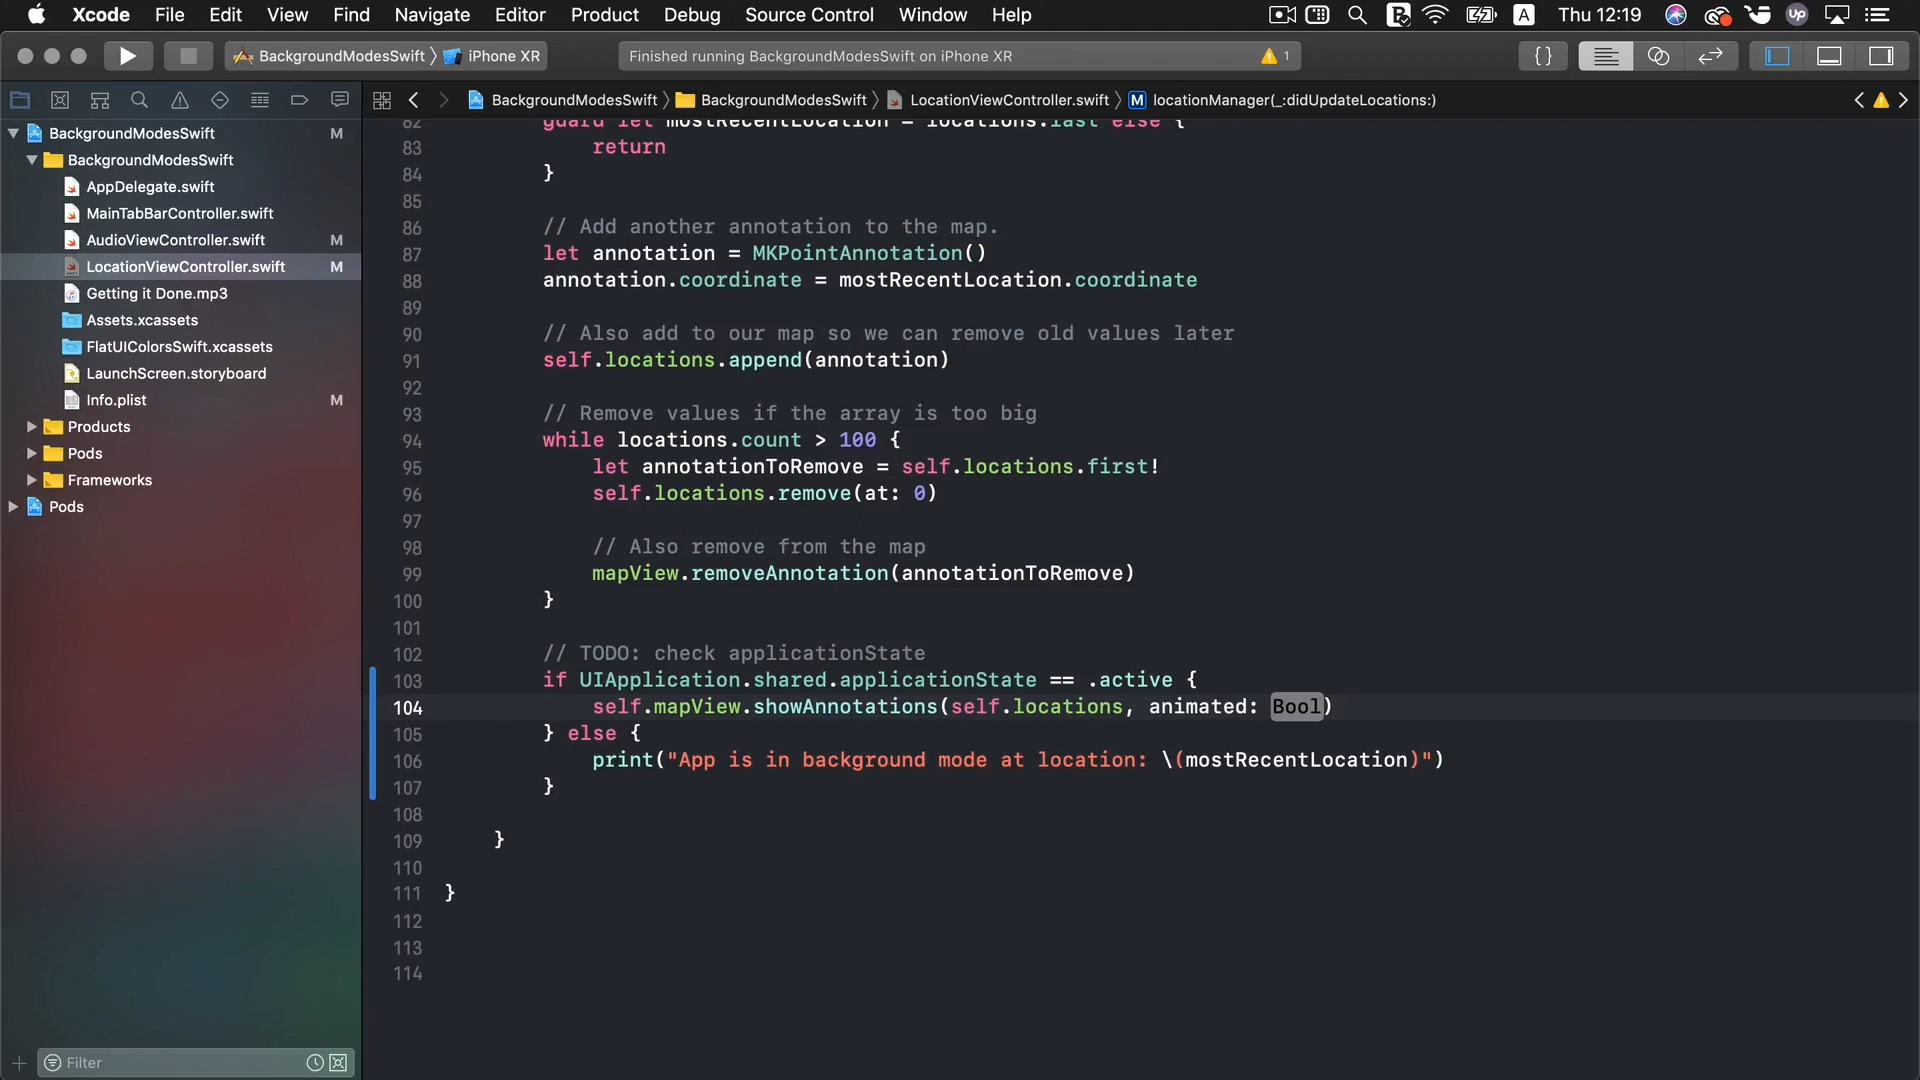 Xcode File Edit View Find Navigate Editor Product Debug Source Control Window Help A Thu 12:19 up
BackgroundModesSwift iPhone XR Finished running BackgroundModesSwift on iPhone XR 1 {}
BackgroundModesSwift BackgroundModesSwift LocationViewController.swift M locationManager(_:didUpdateLocations:)
BackgroundModesSwift M
BackgroundModesSwift
AppDelegate.swift
MainTabBarController.swift
AudioViewController.swift M
LocationViewController.swift M
Getting it Done.mp3
Assets.xcassets
FlatUIColorsSwift.xcassets
LaunchScreen.storyboard
Info.plist M
Products
Pods
Frameworks
Pods
Filter
82 guard let mostRecentLocation = locations.last else {
83 return
84 }
85
86 // Add another annotation to the map.
87 let annotation = MKPointAnnotation()
88 annotation.coordinate = mostRecentLocation.coordinate
89
90 // Also add to our map so we can remove old values later
91 self.locations.append(annotation)
92
93 // Remove values if the array is too big
94 while locations.count > 100 {
95 let annotationToRemove = self.locations.first!
96 self.locations.remove(at: 0)
97
98 // Also remove from the map
99 mapView.removeAnnotation(annotationToRemove)
100 }
101
102 // TODO: check applicationState
103 if UIApplication.shared.applicationState == .active {
104 self.mapView.showAnnotations(self.locations, animated: Bool)
105 } else {
106 print("App is in background mode at location: \(mostRecentLocation)")
107 }
108
109 }
110
111 }
112
113
114